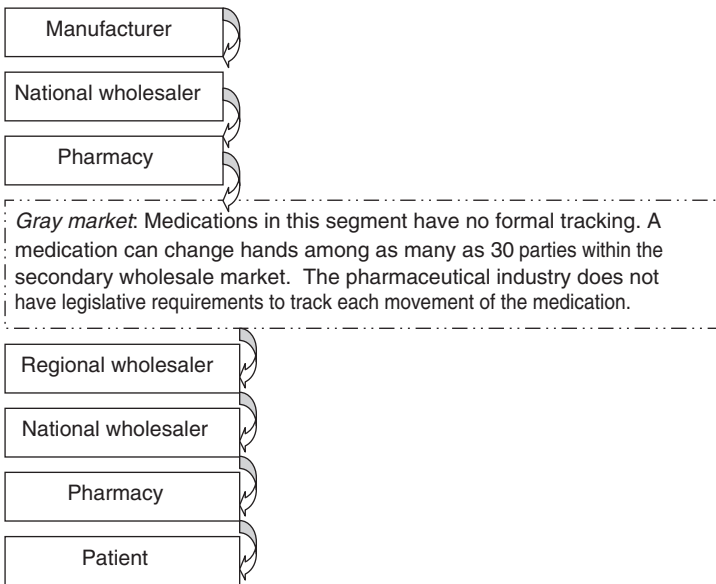 Manufacturer
National wholesaler
Pharmacy
Gray market: Medications in this segment have no formal tracking. A
medication can change hands among as many as 30 parties within the
secondary wholesale market. The pharmaceutical industry does not
have legislative requirements to track each movement of the medication.
Regional wholesaler
National wholesaler
Pharmacy
Patient